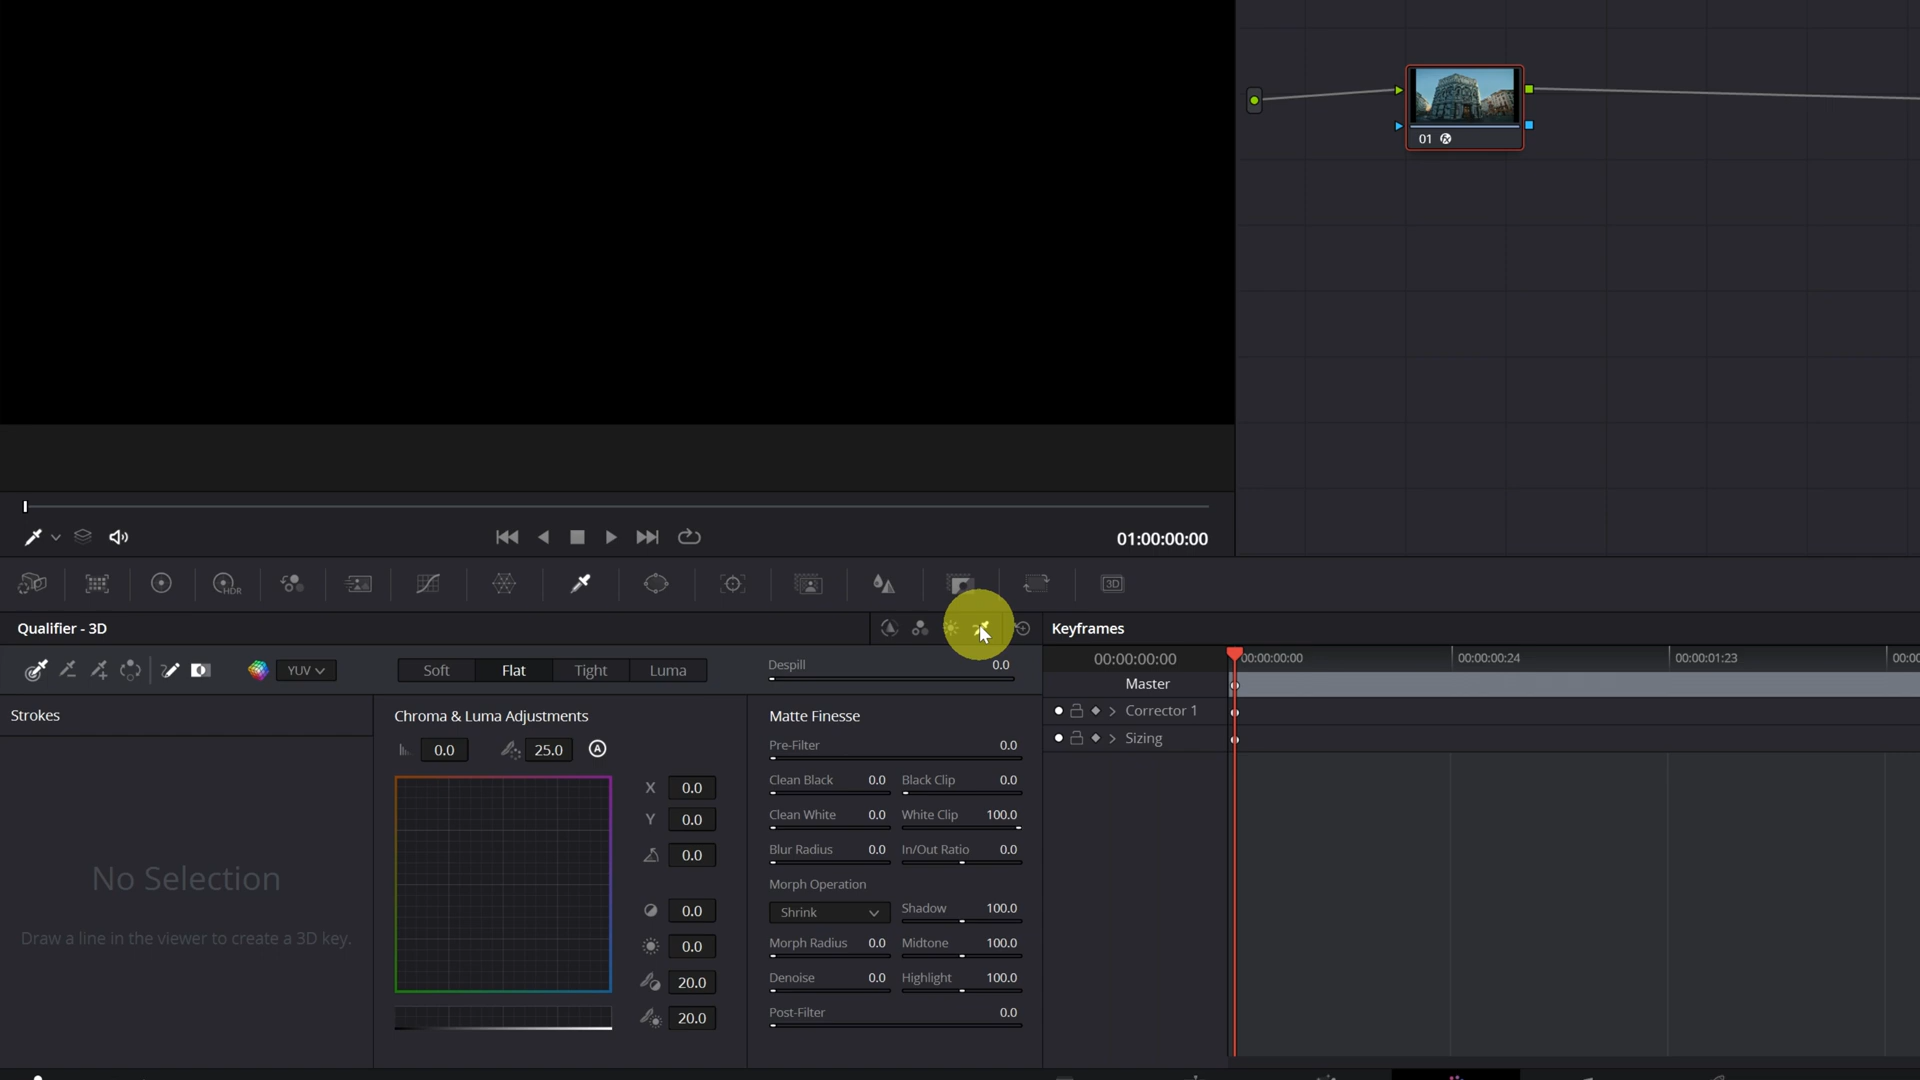 01
01:00:00:00
HDR
3D
Qualifier - 3D
Keyframes
YUV
Soft
Flat
Tight
Luma
Despill
0.0
00:00:00:00
00:00:00:00
00:00:00:24
00:00:01:23
00:00
Master
Strokes
Chroma & Luma Adjustments
Matte Finesse
Corrector 1
0.0
25.0
A
Pre-Filter
0.0
Sizing
X
0.0
Clean Black
0.0
Black Clip
0.0
Y
0.0
Clean White
0.0
White Clip
100.0
0.0
Blur Radius
0.0
In/Out Ratio
0.0
No Selection
Morph Operation
0.0
Shrink
Shadow
100.0
Draw a line in the viewer to create a 3D key.
0.0
Morph Radius
0.0
Midtone
100.0
20.0
Denoise
0.0
Highlight
100.0
20.0
Post-Filter
0.0